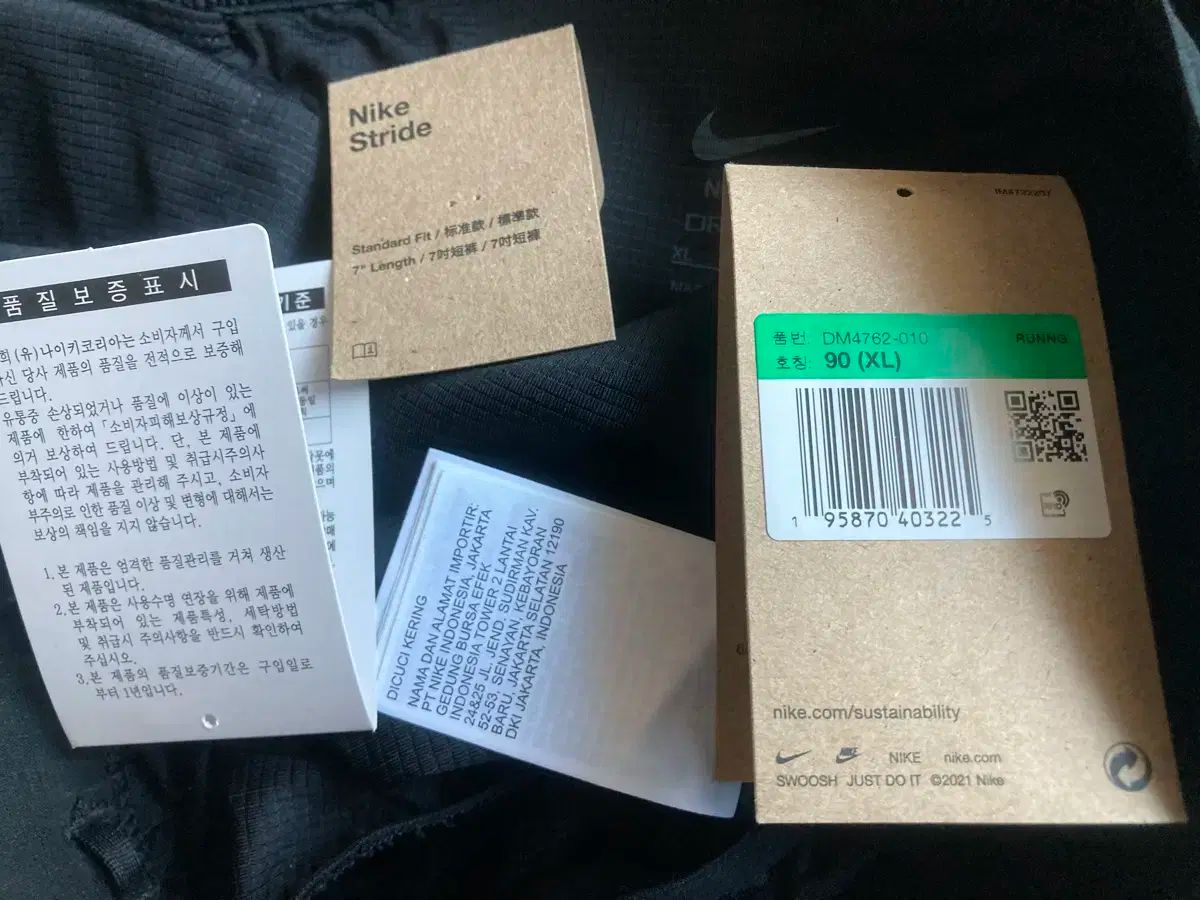 Nike
Stride
Standard Fit / 标准款 / 標準款
7" Length / 7吋短裤 / 7吋短褲
품질보증표시
희(유)나이키코리아는 소비자께서 구입
하신 당사 제품의 품질을 전적으로 보증해
드립니다.
유통중 손상되었거나 품질에 이상이 있는
제품에 한하여 「소비자피해보상규정」에
의거 보상하여 드립니다. 단, 본 제품에
부착되어 있는 사용방법 및 취급시주의사
항에 따라 제품을 관리해 주시고, 소비자
부주의로 인한 품질 이상 및 변형에 대해서는
보상의 책임을 지지 않습니다.
1. 본 제품은 엄격한 품질관리를 거쳐 생산
된 제품입니다.
2. 본 제품은 사용수명 연장을 위해 제품에
부착되어 있는 제품특성, 세탁방법
및 취급시 주의사항을 반드시 확인하여
주십시오.
3. 본 제품의 품질보증기간은 구입일로
부터 1년입니다.
기준
있을 경우
DICUCI KERING
NAMA DAN ALAMAT IMPORTIR:
PT NIKE INDONESIA,
GEDUNG BURSA EFEK
INDONESIA TOWER 2 LANTAI
24&25 JL. JEND. SUDIRMAN KAV.
52-53, SENAYAN, KEBAYORAN
BARU, JAKARTA SELATAN 12190
DKI JAKARTA, INDONESIA
XL
품번: DM4762-010
RUNNG
호칭: 90 (XL)
1 95870 40322 5
nike.com/sustainability
NIKE nike.com
SWOOSH JUST DO IT ©2021 Nike